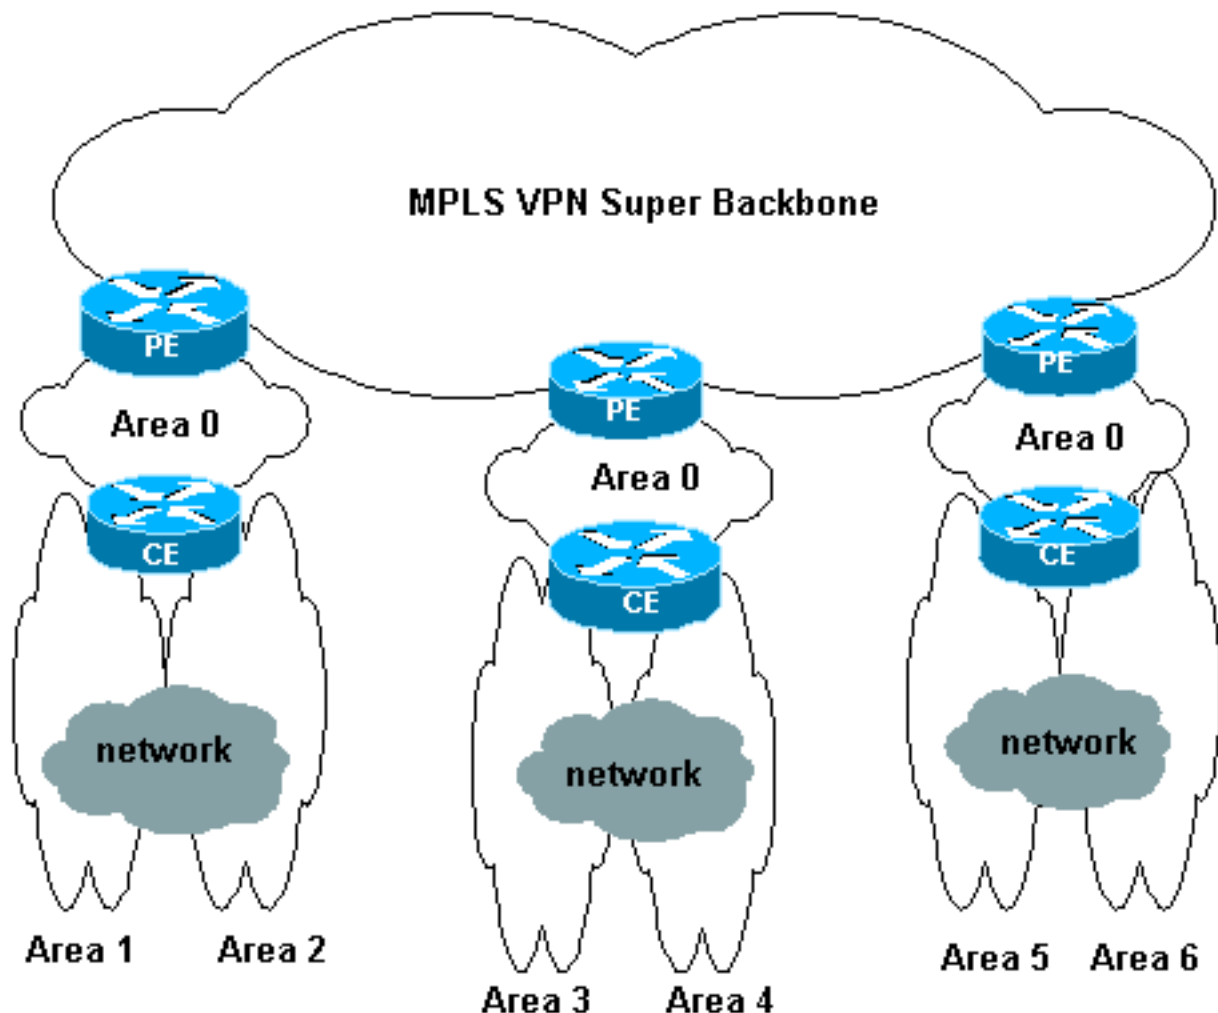 MPLS VPN Super Backbone
PE
PE
PE
Area 0
Area 0
Area 0
CE
CE
CE
network
network
network
Area 1
Area 2
Area 3
Area 4
Area 5
Area 6